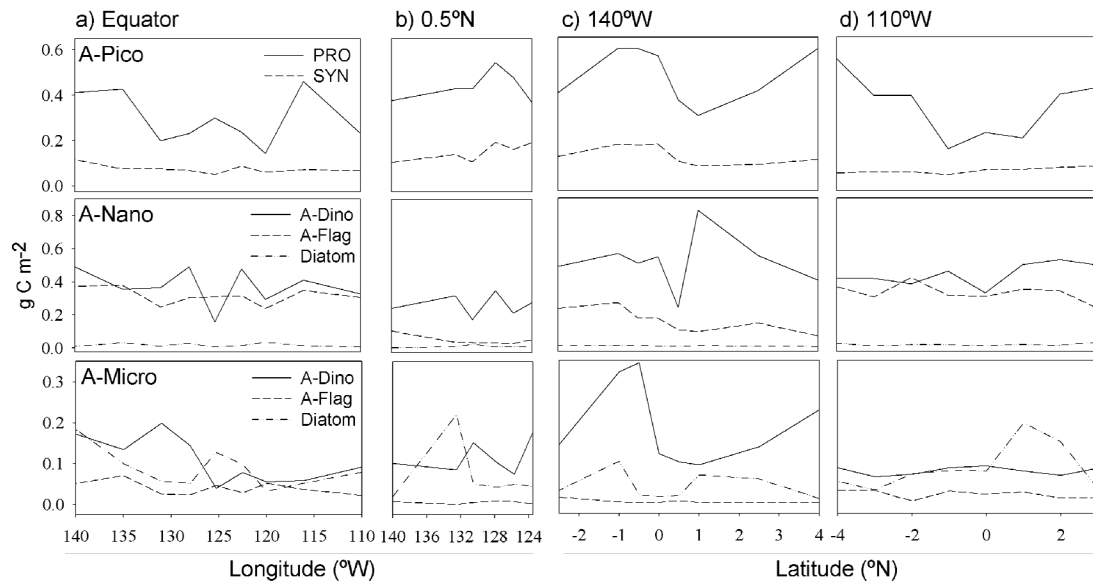 a) Equator
b) 0.5ºN
c) 140ºW
d) 110ºW
A-Pico
PRO
SYN
0.6
0.4
0.2
0.0
A-Nano
A-Dino
A-Flag
Diatom
0.8
0.6
0.4
0.2
0.0
g C m-2
A-Micro
A-Dino
A-Flag
Diatom
0.3
0.2
0.1
0.0
140 135 130 125 120 115 110
140 136 132 128 124
-2 -1 0 1 2 3 4
-4 -2 0 2
Longitude (ºW)
Latitude (ºN)